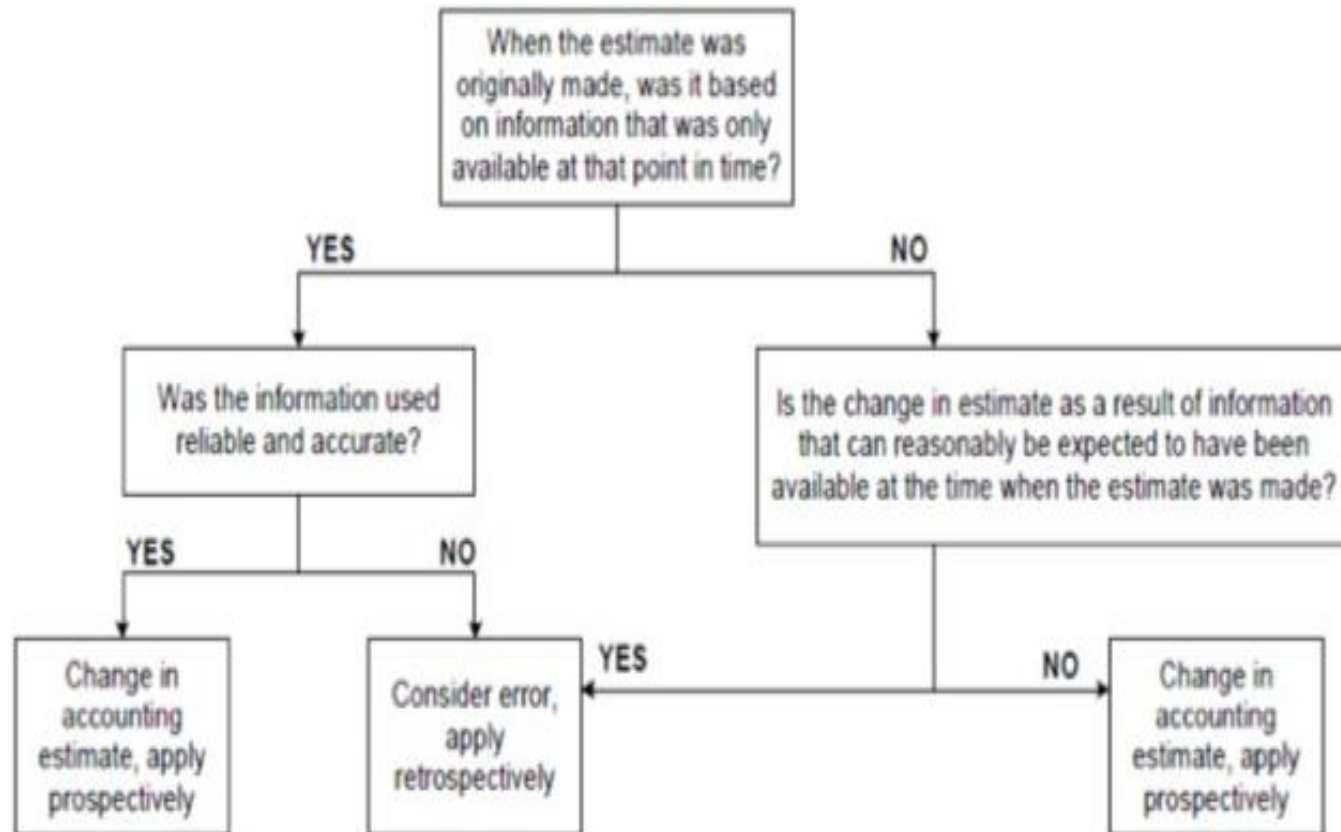 When the estimate was
originally made, was it based
on information that was only
available at that point in time?
YES
NO
Was the information used
reliable and accurate?
Is the change in estimate as a result of information
that can reasonably be expected to have been
available at the time when the estimate was made?
YES
NO
Change in
accounting
estimate, apply
prospectively
Consider error,
apply
retrospectively
YES
NO
Change in
accounting
estimate, apply
prospectively